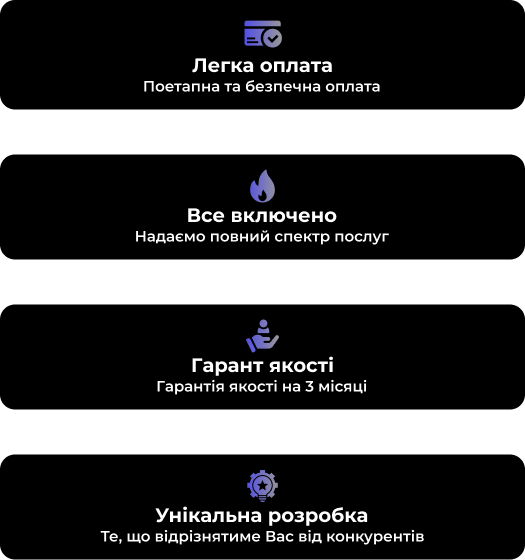 Легка оплата
Поетапна та безпечна оплата
Все включено
Надаємо повний спектр послуг
Гарант якості
Гарантія якості на 3 місяці
Унікальна розробка
Те, що відрізнятиме Вас від конкурентів